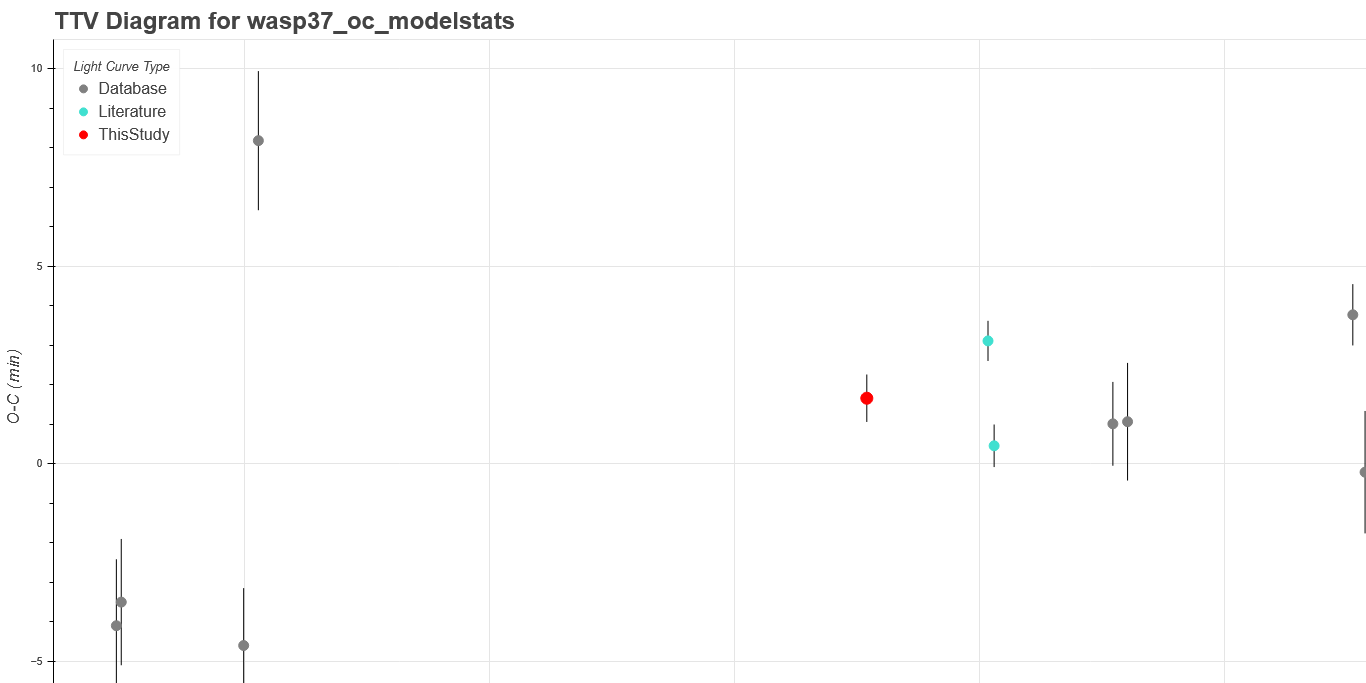 TTV Diagram for wasp37_oc_modelstats
Light Curve Type
Database
Literature
ThisStudy
10
5
0
−5
O-C (min)